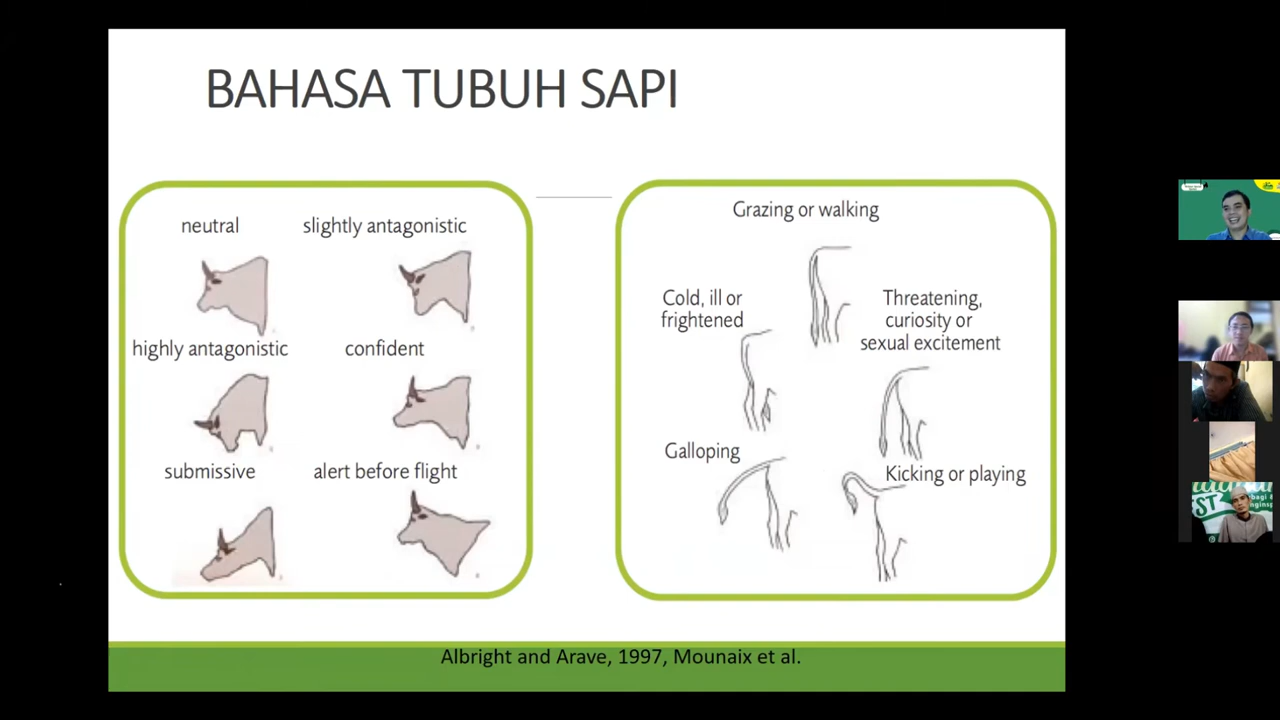 BAHASA TUBUH SAPI
neutral
slightly antagonistic
highly antagonistic
confident
submissive
alert before flight
Grazing or walking
Cold, ill or
frightened
Threatening,
curiosity or
sexual excitement
Galloping
Kicking or playing
Albright and Arave, 1997, Mounaix et al.
ST